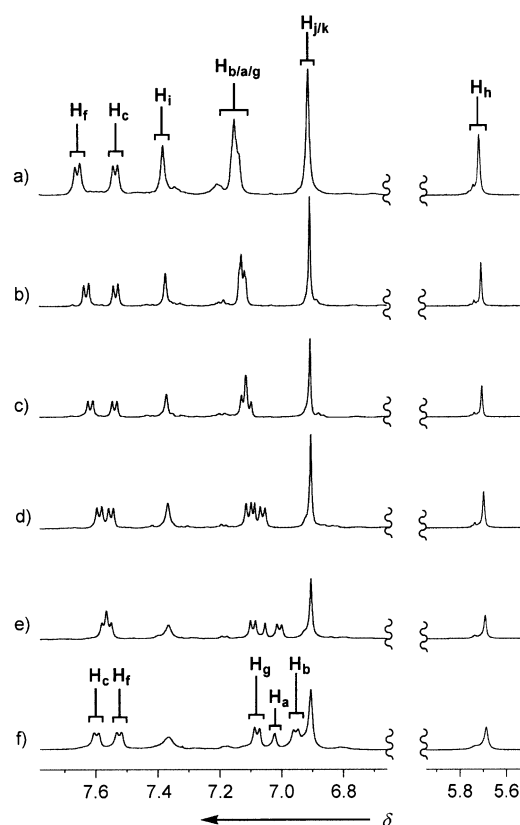 H_f H_c H_i H_b/a/g H_j/k H_h
a)
b)
c)
d)
e)
H_c H_f H_g H_a H_b
f)
7.6 7.4 7.2 7.0 6.8 5.8 5.6
δ